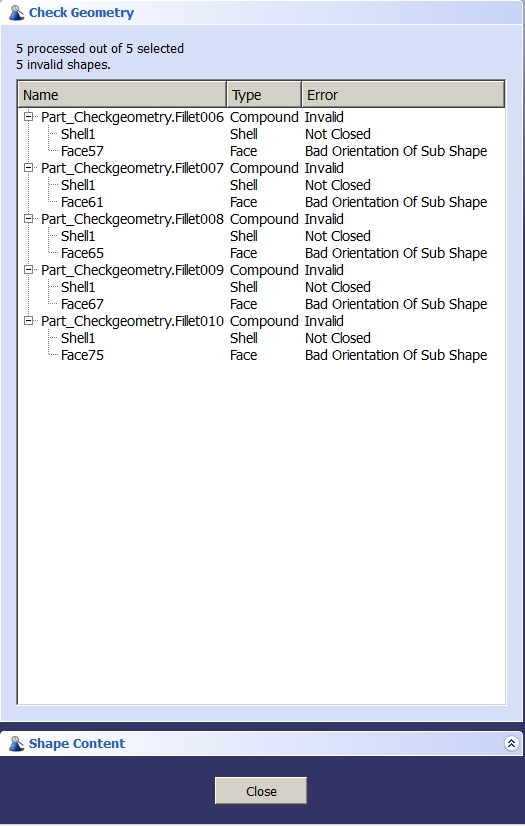 Check Geometry
5 processed out of 5 selected
5 invalid shapes.
Name Type Error
Part_Checkgeometry.Fillet006 Compound Invalid
Shell1 Shell Not Closed
Face57 Face Bad Orientation Of Sub Shape
Part_Checkgeometry.Fillet007 Compound Invalid
Shell1 Shell Not Closed
Face61 Face Bad Orientation Of Sub Shape
Part_Checkgeometry.Fillet008 Compound Invalid
Shell1 Shell Not Closed
Face65 Face Bad Orientation Of Sub Shape
Part_Checkgeometry.Fillet009 Compound Invalid
Shell1 Shell Not Closed
Face67 Face Bad Orientation Of Sub Shape
Part_Checkgeometry.Fillet010 Compound Invalid
Shell1 Shell Not Closed
Face75 Face Bad Orientation Of Sub Shape
Shape Content
Close